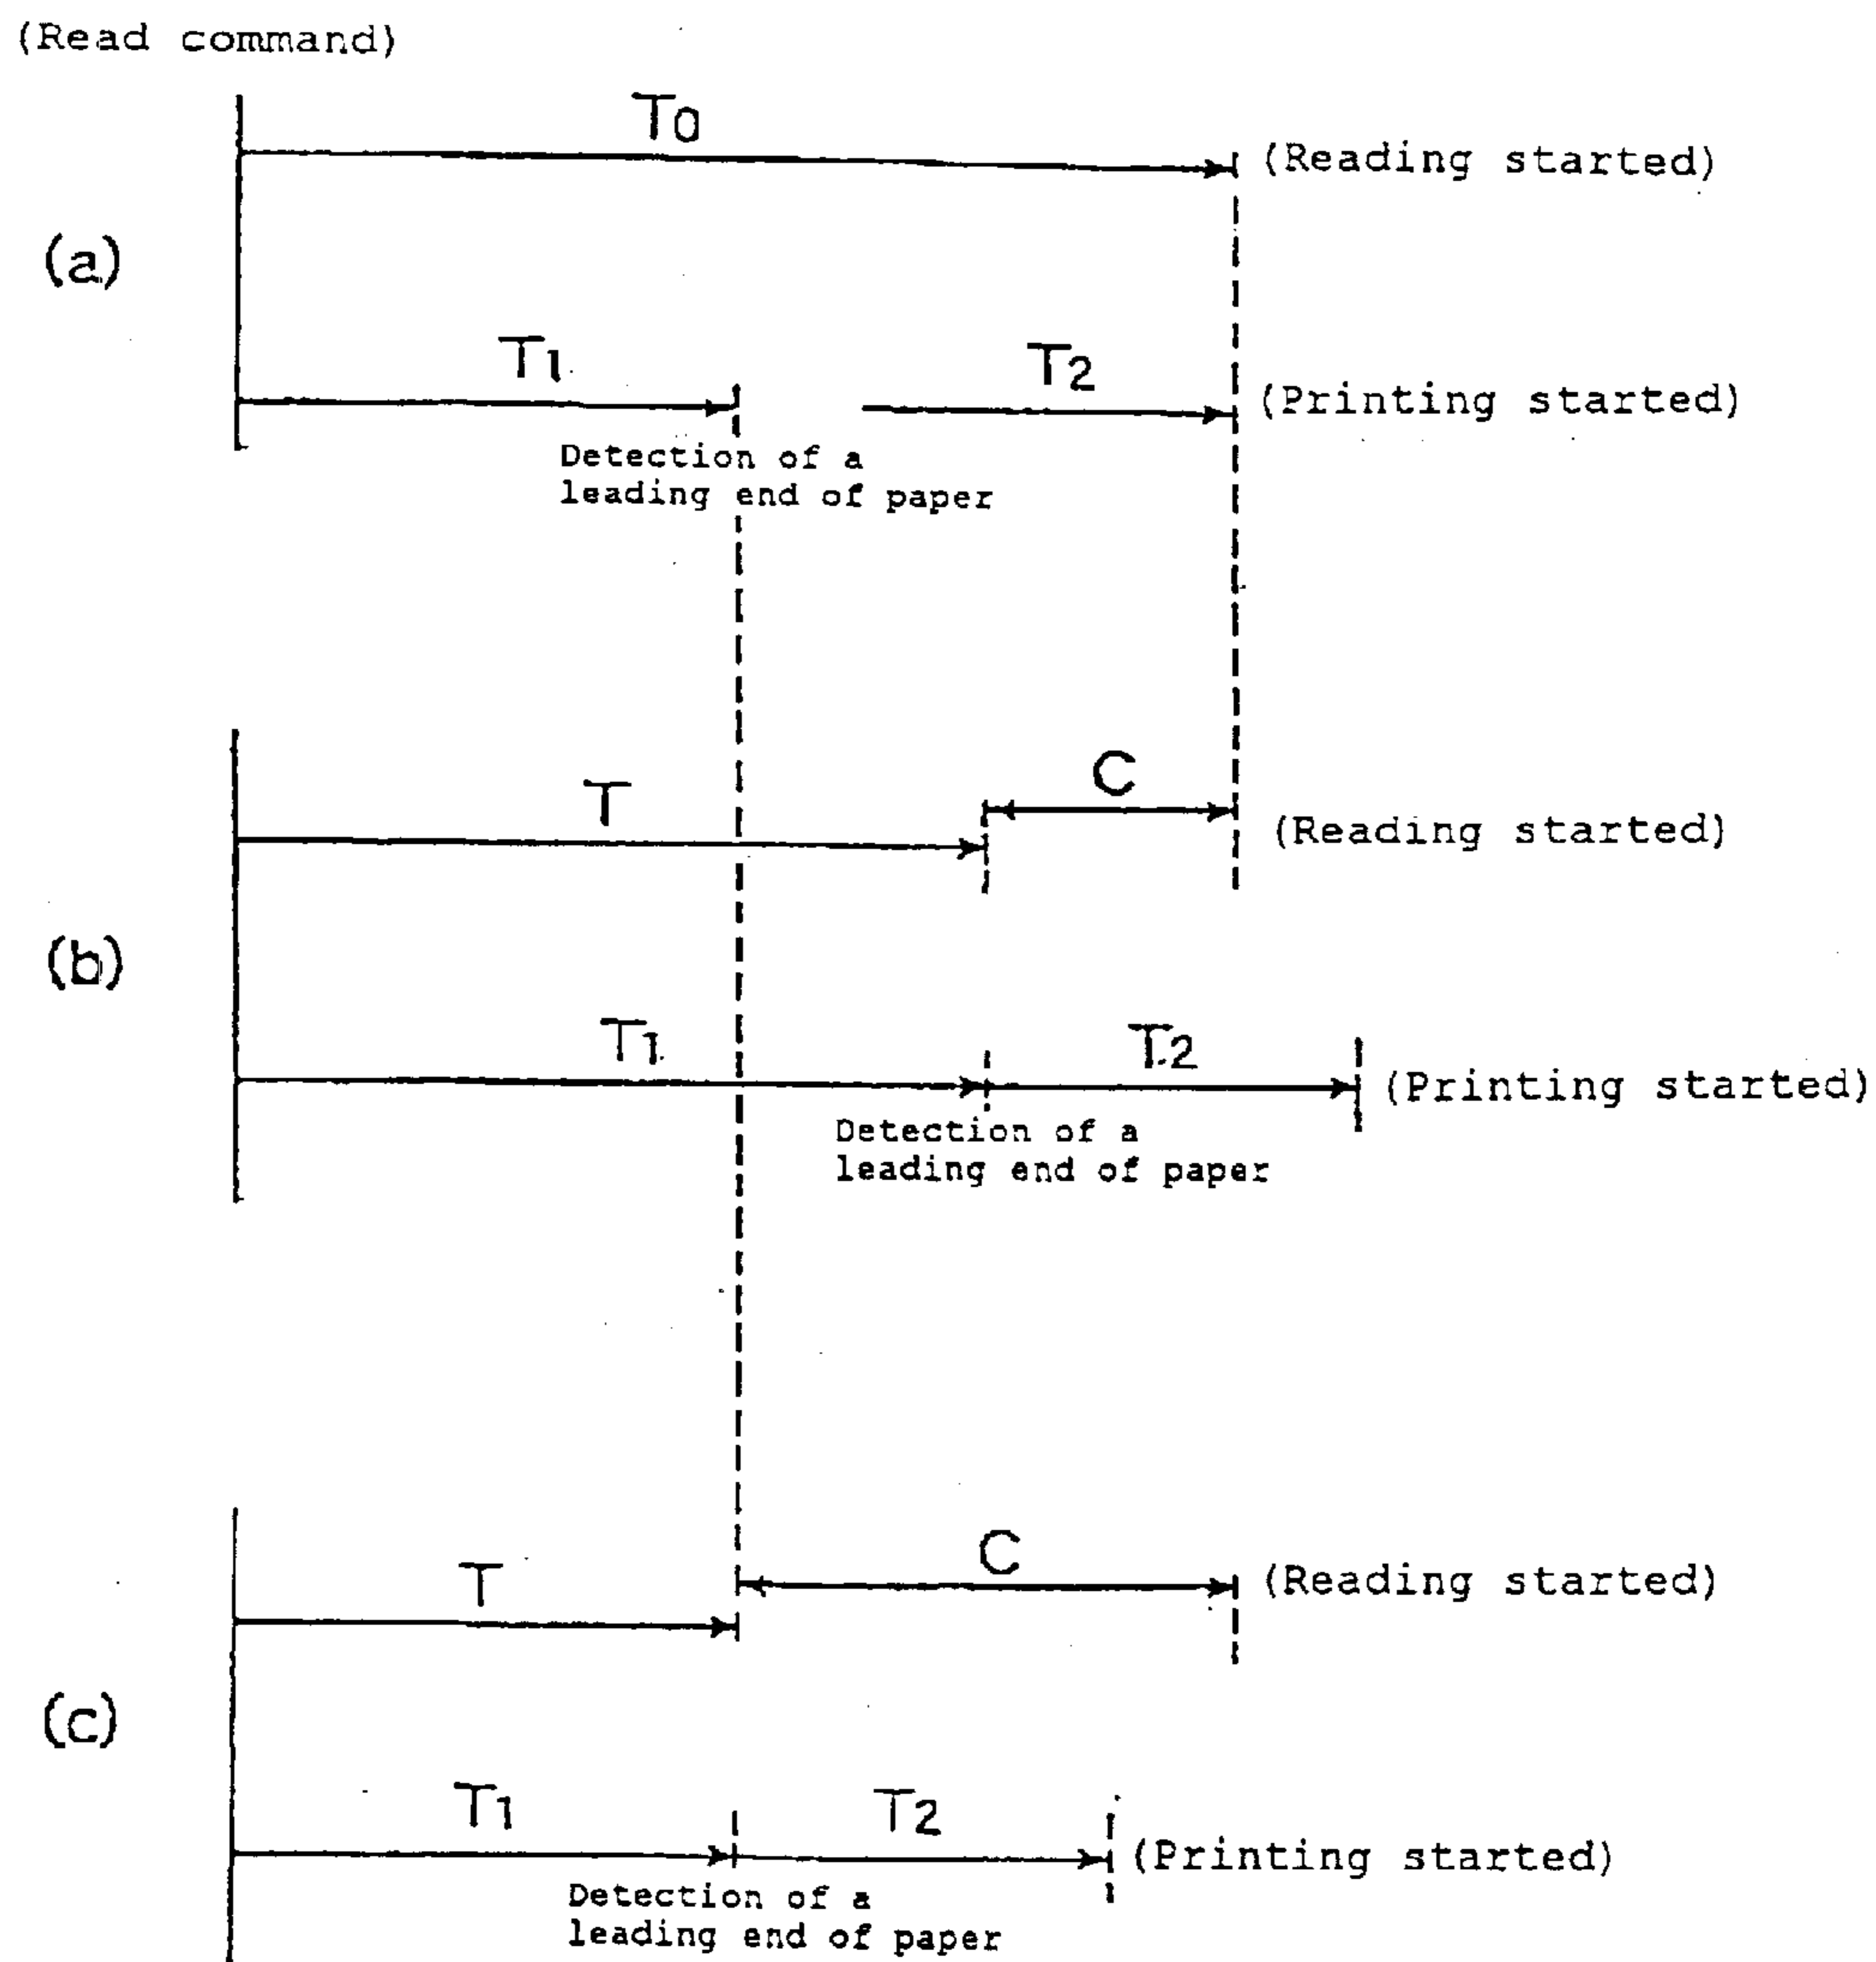 (Read command)
T0
(Reading started)
(a)
T1
T2
(Printing started)
Detection of a
leading end of paper
T
C
(Reading started)
(b)
T1
T2
(Printing started)
Detection of a
leading end of paper
T
C
(Reading started)
(c)
T1
T2
(Printing started)
Detection of a
leading end of paper